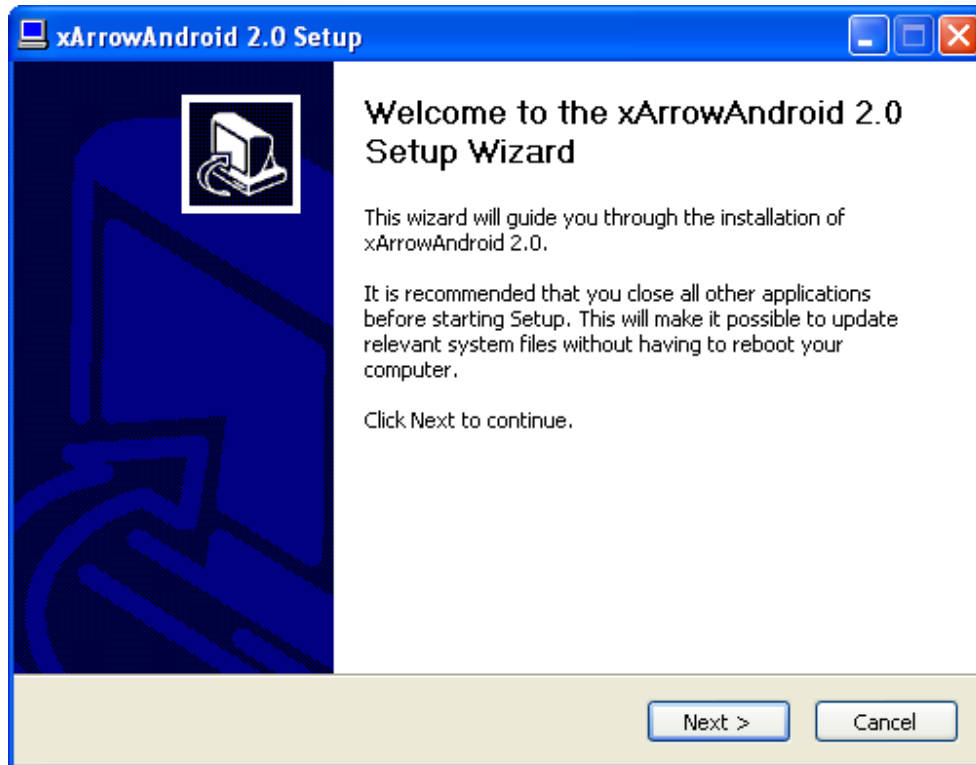 xArrowAndroid 2.0 Setup
Welcome to the xArrowAndroid 2.0
Setup Wizard
This wizard will guide you through the installation of
xArrowAndroid 2.0.
It is recommended that you close all other applications
before starting Setup. This will make it possible to update
relevant system files without having to reboot your
computer.
Click Next to continue.
Next >
Cancel